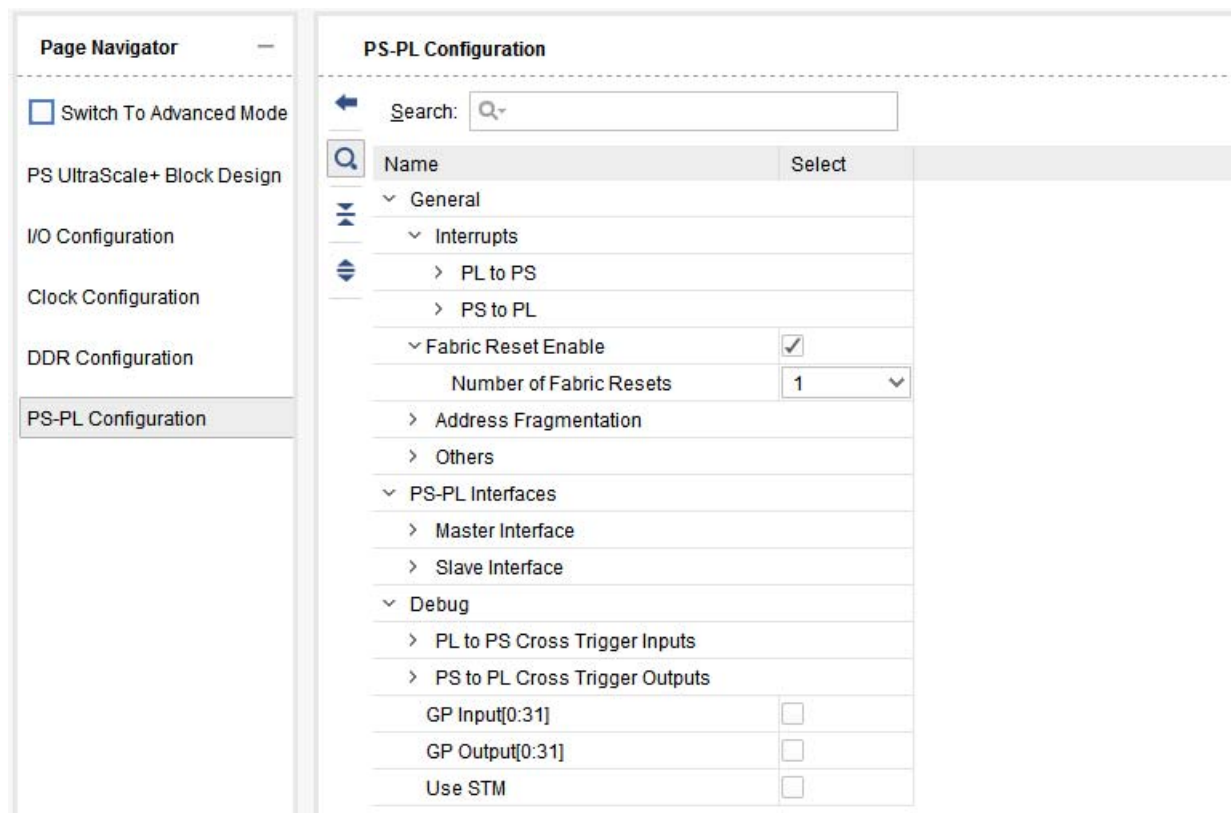 Page Navigator
Switch To Advanced Mode
PS UltraScale+ Block Design
I/O Configuration
Clock Configuration
DDR Configuration
PS-PL Configuration
PS-PL Configuration
Search:
Name Select
General
Interrupts
PL to PS
PS to PL
Fabric Reset Enable
Number of Fabric Resets 1
Address Fragmentation
Others
PS-PL Interfaces
Master Interface
Slave Interface
Debug
PL to PS Cross Trigger Inputs
PS to PL Cross Trigger Outputs
GP Input[0:31]
GP Output[0:31]
Use STM